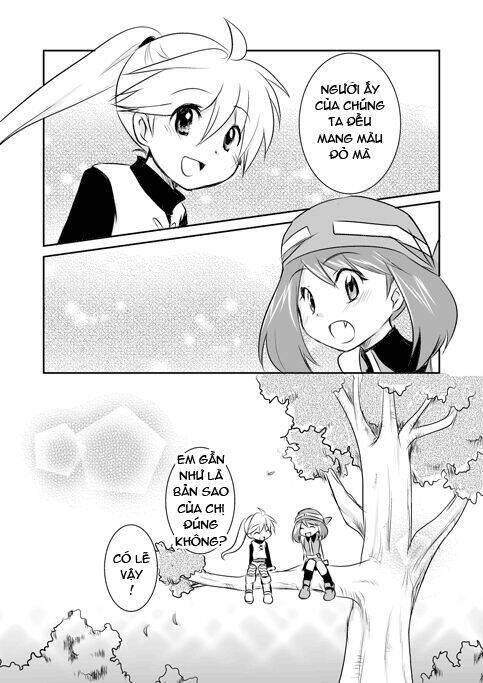 NGƯỜI ẤY
CỦA CHÚNG
TA ĐỀU
MANG MÀU
ĐỎ MÀ
EM GẦN
NHƯ LÀ
BẢN SAO
CỦA CHỊ
ĐÚNG
KHÔNG?
CÓ LẼ
VẬY
!